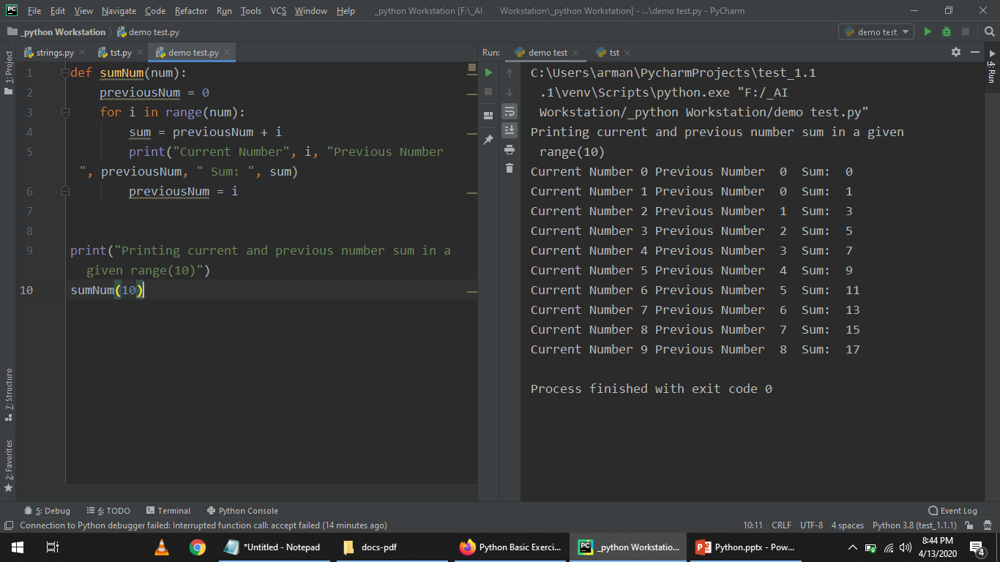 File Edit View Navigate Code Refactor Run Tools VCS Window Help _python Workstation [F:\_AI Workstation\_python Workstation] - ...\demo test.py - PyCharm
_python Workstation demo test.py demo test
strings.py tst.py demo test.py
1 def sumNum(num):
2 previousNum = 0
3 for i in range(num):
4 sum = previousNum + i
5 print("Current Number", i, "Previous Number
", previousNum, " Sum: ", sum)
6 previousNum = i
7
8
9 print("Printing current and previous number sum in a
given range(10)")
10 sumNum(10)
Run: demo test tst
C:\Users\arman\PycharmProjects\test_1.1
.1\venv\Scripts\python.exe "F:/_AI
Workstation/_python Workstation/demo test.py"
Printing current and previous number sum in a given
range(10)
Current Number 0 Previous Number  0  Sum:  0
Current Number 1 Previous Number  0  Sum:  1
Current Number 2 Previous Number  1  Sum:  3
Current Number 3 Previous Number  2  Sum:  5
Current Number 4 Previous Number  3  Sum:  7
Current Number 5 Previous Number  4  Sum:  9
Current Number 6 Previous Number  5  Sum:  11
Current Number 7 Previous Number  6  Sum:  13
Current Number 8 Previous Number  7  Sum:  15
Current Number 9 Previous Number  8  Sum:  17
Process finished with exit code 0
1: Project
7: Structure
2: Favorites
4: Run
5: Debug 6: TODO Terminal Python Console Event Log
Connection to Python debugger failed: Interrupted function call: accept failed (14 minutes ago) 10:11 CRLF UTF-8 4 spaces Python 3.8 (test_1.1.1)
*Untitled - Notepad docs-pdf Python Basic Exerci... _python Workstatio... Python.pptx - Pow... 8:44 PM
4/13/2020 4